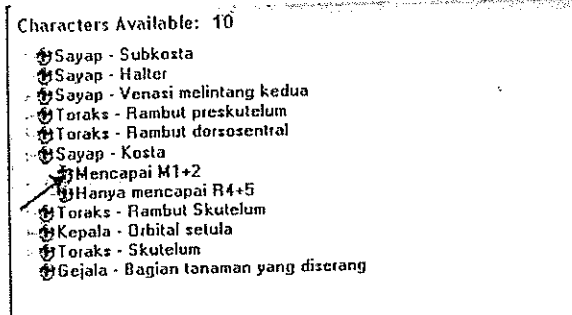 Characters Available: 10
Sayap - Subkosta
Sayap - Halter
Sayap - Venasi melintang kedua
Toraks - Rambut preskutelum
Toraks - Rambut dorsosentral
Sayap - Kosta
Mencapai M1+2
Hanya mencapai R4+5
Toraks - Rambut Skutelum
Kepala - Orbital setula
Toraks - Skutelum
Gejala - Bagian tanaman yang diserang